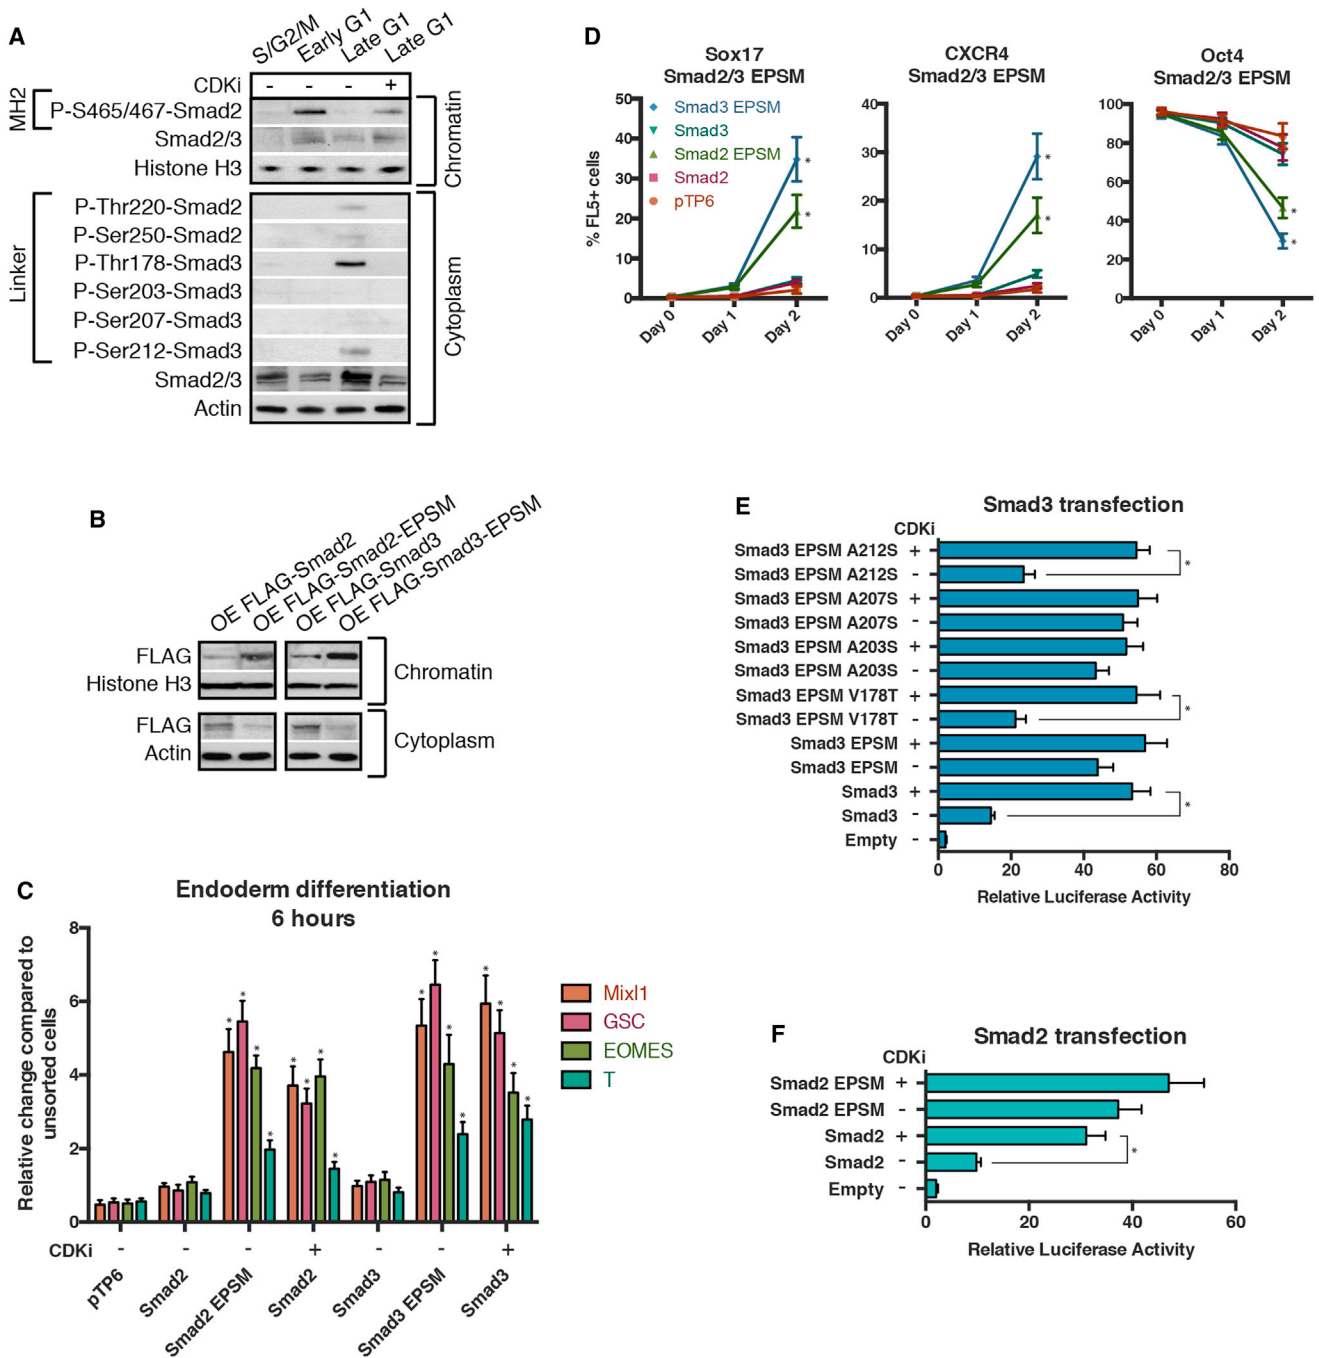 A
S/G2/M
Early G1
Late G1
Late G1
CDKi - - - +
MH2
P-S465/467-Smad2
Smad2/3
Histone H3
Chromatin
Linker
P-Thr220-Smad2
P-Ser250-Smad2
P-Thr178-Smad3
P-Ser203-Smad3
P-Ser207-Smad3
P-Ser212-Smad3
Smad2/3
Actin
Cytoplasm
B
OE FLAG-Smad2
OE FLAG-Smad2-EPSM
OE FLAG-Smad3
OE FLAG-Smad3-EPSM
FLAG
Histone H3
Chromatin
FLAG
Actin
Cytoplasm
C
Endoderm differentiation
6 hours
Relative change compared to
unsorted cells
8
6
4
2
0
* * * *
* * * *
* * * *
* * * *
Mixl1
GSC
EOMES
T
CDKi - - - + - - +
pTP6
Smad2
Smad2 EPSM
Smad2
Smad3
Smad3 EPSM
Smad3
D
Sox17
Smad2/3 EPSM
% FL5+ cells
50
40
30
20
10
0
Smad3 EPSM
Smad3
Smad2 EPSM
Smad2
pTP6
*
*
Day 0
Day 1
Day 2
CXCR4
Smad2/3 EPSM
40
30
20
10
0
*
*
Day 0
Day 1
Day 2
Oct4
Smad2/3 EPSM
100
80
60
40
20
0
*
*
Day 0
Day 1
Day 2
E
Smad3 transfection
CDKi
Smad3 EPSM A212S +
Smad3 EPSM A212S -
*
Smad3 EPSM A207S +
Smad3 EPSM A207S -
Smad3 EPSM A203S +
Smad3 EPSM A203S -
Smad3 EPSM V178T +
Smad3 EPSM V178T -
*
Smad3 EPSM +
Smad3 EPSM -
Smad3 +
Smad3 -
*
Empty -
0 20 40 60 80
Relative Luciferase Activity
F
Smad2 transfection
CDKi
Smad2 EPSM +
Smad2 EPSM -
Smad2 +
Smad2 -
*
Empty -
0 20 40 60
Relative Luciferase Activity